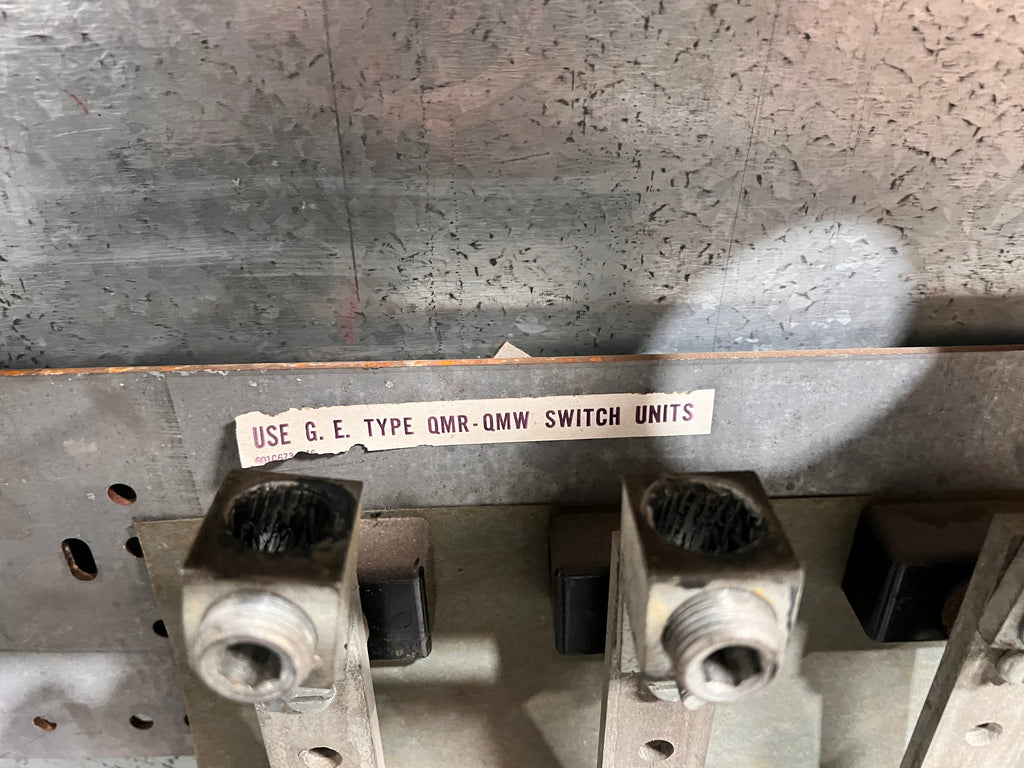 USE G. E. TYPE QMR-QMW SWITCH UNITS